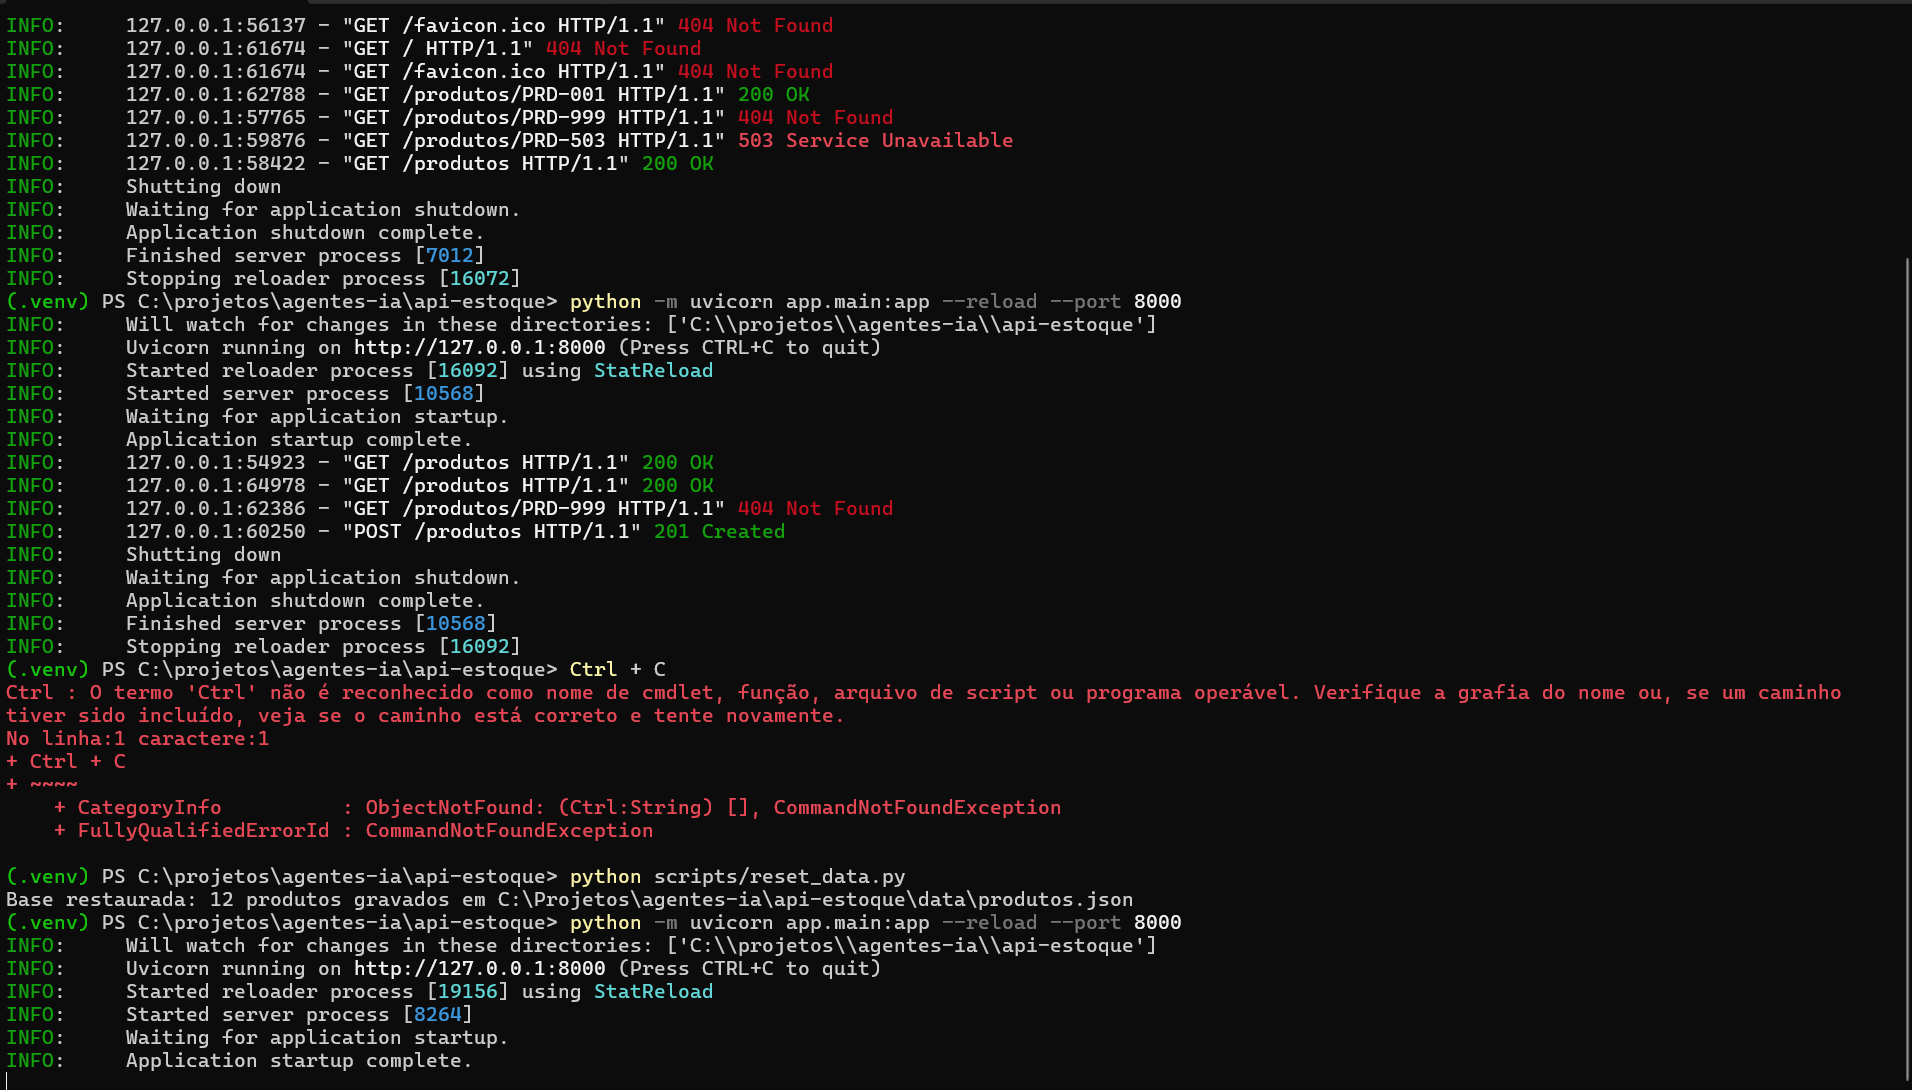 INFO:     127.0.0.1:56137 - "GET /favicon.ico HTTP/1.1" 404 Not Found
INFO:     127.0.0.1:61674 - "GET / HTTP/1.1" 404 Not Found
INFO:     127.0.0.1:61674 - "GET /favicon.ico HTTP/1.1" 404 Not Found
INFO:     127.0.0.1:62788 - "GET /produtos/PRD-001 HTTP/1.1" 200 OK
INFO:     127.0.0.1:57765 - "GET /produtos/PRD-999 HTTP/1.1" 404 Not Found
INFO:     127.0.0.1:59876 - "GET /produtos/PRD-503 HTTP/1.1" 503 Service Unavailable
INFO:     127.0.0.1:58422 - "GET /produtos HTTP/1.1" 200 OK
INFO:     Shutting down
INFO:     Waiting for application shutdown.
INFO:     Application shutdown complete.
INFO:     Finished server process [7012]
INFO:     Stopping reloader process [16072]
(.venv) PS C:\projetos\agentes-ia\api-estoque> python -m uvicorn app.main:app --reload --port 8000
INFO:     Will watch for changes in these directories: ['C:\\projetos\\agentes-ia\\api-estoque']
INFO:     Uvicorn running on http://127.0.0.1:8000 (Press CTRL+C to quit)
INFO:     Started reloader process [16092] using StatReload
INFO:     Started server process [10568]
INFO:     Waiting for application startup.
INFO:     Application startup complete.
INFO:     127.0.0.1:54923 - "GET /produtos HTTP/1.1" 200 OK
INFO:     127.0.0.1:64978 - "GET /produtos HTTP/1.1" 200 OK
INFO:     127.0.0.1:62386 - "GET /produtos/PRD-999 HTTP/1.1" 404 Not Found
INFO:     127.0.0.1:60250 - "POST /produtos HTTP/1.1" 201 Created
INFO:     Shutting down
INFO:     Waiting for application shutdown.
INFO:     Application shutdown complete.
INFO:     Finished server process [10568]
INFO:     Stopping reloader process [16092]
(.venv) PS C:\projetos\agentes-ia\api-estoque> Ctrl + C
Ctrl : O termo 'Ctrl' não é reconhecido como nome de cmdlet, função, arquivo de script ou programa operável. Verifique a grafia do nome ou, se um caminho
tiver sido incluído, veja se o caminho está correto e tente novamente.
No linha:1 caractere:1
+ Ctrl + C
+ ~~~~
    + CategoryInfo          : ObjectNotFound: (Ctrl:String) [], CommandNotFoundException
    + FullyQualifiedErrorId : CommandNotFoundException
(.venv) PS C:\projetos\agentes-ia\api-estoque> python scripts/reset_data.py
Base restaurada: 12 produtos gravados em C:\Projetos\agentes-ia\api-estoque\data\produtos.json
(.venv) PS C:\projetos\agentes-ia\api-estoque> python -m uvicorn app.main:app --reload --port 8000
INFO:     Will watch for changes in these directories: ['C:\\projetos\\agentes-ia\\api-estoque']
INFO:     Uvicorn running on http://127.0.0.1:8000 (Press CTRL+C to quit)
INFO:     Started reloader process [19156] using StatReload
INFO:     Started server process [8264]
INFO:     Waiting for application startup.
INFO:     Application startup complete.